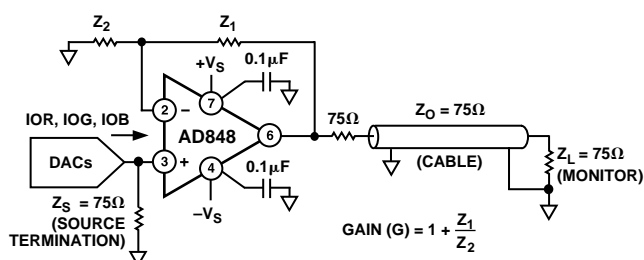 Z2
Z1
+VS
0.1µF
7
IOR, IOG, IOB
2
−
AD848
6
75Ω
ZO = 75Ω
DACs
3
+
4
0.1µF
(CABLE)
ZL = 75Ω
(MONITOR)
ZS = 75Ω
(SOURCE
TERMINATION)
−VS
GAIN (G) = 1 + Z1
Z2